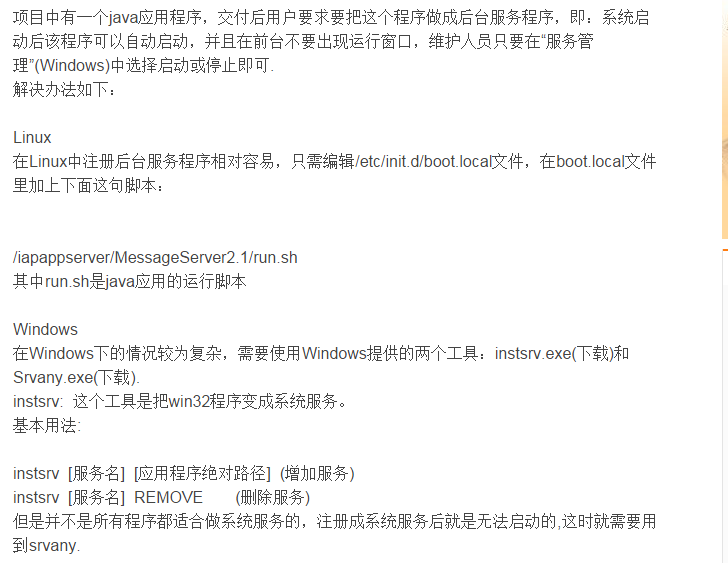 项目中有一个java应用程序，交付后用户要求要把这个程序做成后台服务程序，即：系统启
动后该程序可以自动启动，并且在前台不要出现运行窗口，维护人员只要在“服务管
理”(Windows)中选择启动或停止即可.
解决办法如下：
Linux
在Linux中注册后台服务程序相对容易，只需编辑/etc/init.d/boot.local文件，在boot.local文件
里加上下面这句脚本：
/iapappserver/MessageServer2.1/run.sh
其中run.sh是java应用的运行脚本
Windows
在Windows下的情况较为复杂，需要使用Windows提供的两个工具：instsrv.exe(下载)和
Srvany.exe(下载).
instsrv: 这个工具是把win32程序变成系统服务。
基本用法:
instsrv [服务名] [应用程序绝对路径] (增加服务)
instsrv [服务名] REMOVE (删除服务)
但是并不是所有程序都适合做系统服务的，注册成系统服务后就是无法启动的,这时就需要用
到srvany.